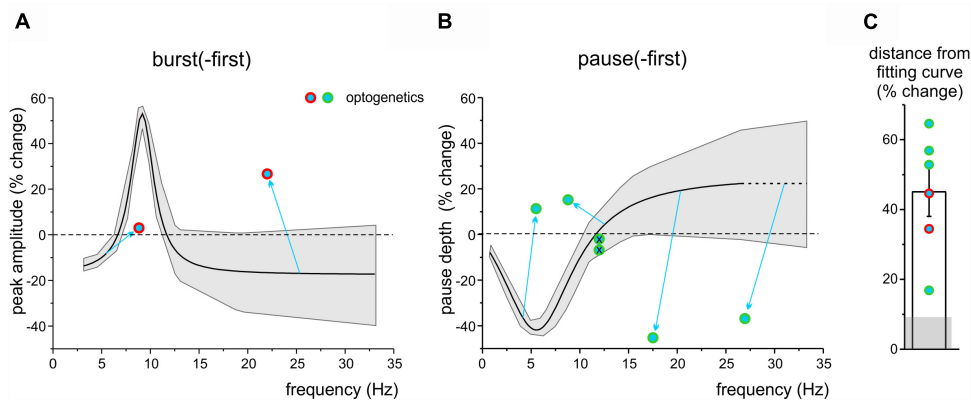 A
burst(-first)
optogenetics
peak amplitude (% change)
60
40
20
0
-20
-40
0
5
10
15
20
25
30
35
frequency (Hz)
B
pause(-first)
pause depth (% change)
60
40
20
0
-20
-40
x
x
0
5
10
15
20
25
30
35
frequency (Hz)
C
distance from
fitting curve
(% change)
60
40
20
0